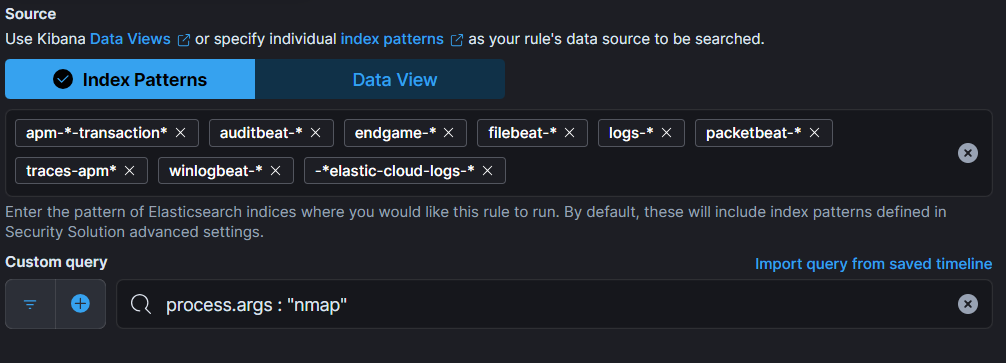 Source
Use Kibana Data Views or specify individual index patterns as your rule's data source to be searched.
Index Patterns Data View
apm-*-transaction* auditbeat-* endgame-* filebeat-* logs-* packetbeat-*
traces-apm* winlogbeat-* -*elastic-cloud-logs-*
Enter the pattern of Elasticsearch indices where you would like this rule to run. By default, these will include index patterns defined in
Security Solution advanced settings.
Custom query Import query from saved timeline
process.args : "nmap"